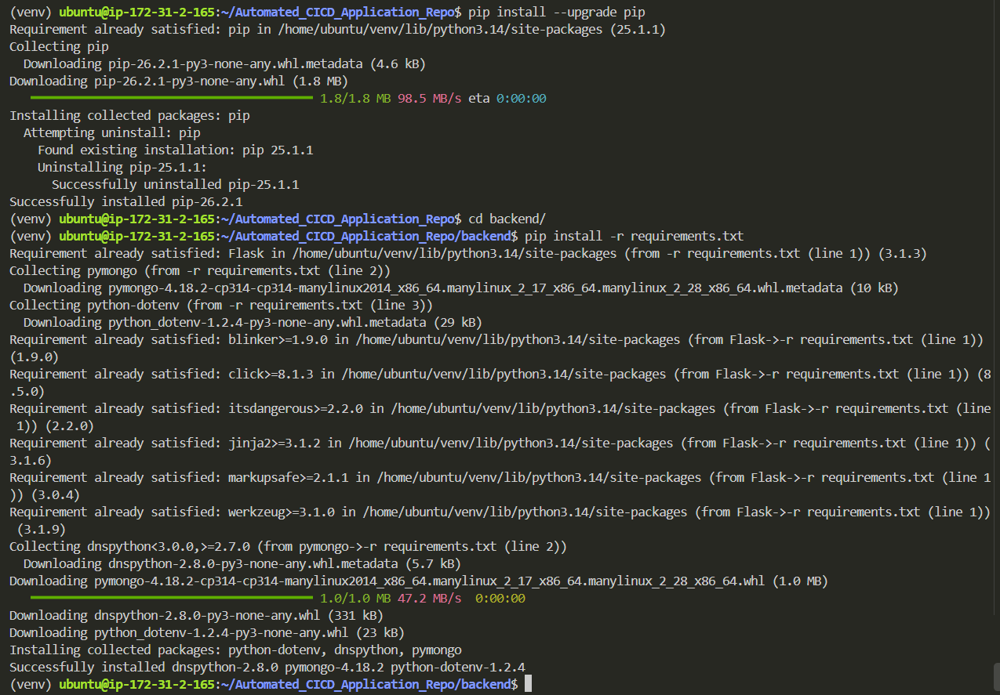 (venv) ubuntu@ip-172-31-2-165:~/Automated_CICD_Application_Repo$ pip install --upgrade pip
Requirement already satisfied: pip in /home/ubuntu/venv/lib/python3.14/site-packages (25.1.1)
Collecting pip
  Downloading pip-26.2.1-py3-none-any.whl.metadata (4.6 kB)
Downloading pip-26.2.1-py3-none-any.whl (1.8 MB)
   1.8/1.8 MB 98.5 MB/s eta 0:00:00
Installing collected packages: pip
  Attempting uninstall: pip
    Found existing installation: pip 25.1.1
    Uninstalling pip-25.1.1:
      Successfully uninstalled pip-25.1.1
Successfully installed pip-26.2.1
(venv) ubuntu@ip-172-31-2-165:~/Automated_CICD_Application_Repo$ cd backend/
(venv) ubuntu@ip-172-31-2-165:~/Automated_CICD_Application_Repo/backend$ pip install -r requirements.txt
Requirement already satisfied: Flask in /home/ubuntu/venv/lib/python3.14/site-packages (from -r requirements.txt (line 1)) (3.1.3)
Collecting pymongo (from -r requirements.txt (line 2))
  Downloading pymongo-4.18.2-cp314-cp314-manylinux2014_x86_64.manylinux_2_17_x86_64.manylinux_2_28_x86_64.whl.metadata (10 kB)
Collecting python-dotenv (from -r requirements.txt (line 3))
  Downloading python_dotenv-1.2.4-py3-none-any.whl.metadata (29 kB)
Requirement already satisfied: blinker>=1.9.0 in /home/ubuntu/venv/lib/python3.14/site-packages (from Flask->-r requirements.txt (line 1))
(1.9.0)
Requirement already satisfied: click>=8.1.3 in /home/ubuntu/venv/lib/python3.14/site-packages (from Flask->-r requirements.txt (line 1)) (8
.5.0)
Requirement already satisfied: itsdangerous>=2.2.0 in /home/ubuntu/venv/lib/python3.14/site-packages (from Flask->-r requirements.txt (line
 1)) (2.2.0)
Requirement already satisfied: jinja2>=3.1.2 in /home/ubuntu/venv/lib/python3.14/site-packages (from Flask->-r requirements.txt (line 1)) (
3.1.6)
Requirement already satisfied: markupsafe>=2.1.1 in /home/ubuntu/venv/lib/python3.14/site-packages (from Flask->-r requirements.txt (line 1
)) (3.0.4)
Requirement already satisfied: werkzeug>=3.1.0 in /home/ubuntu/venv/lib/python3.14/site-packages (from Flask->-r requirements.txt (line 1))
 (3.1.9)
Collecting dnspython<3.0.0,>=2.7.0 (from pymongo->-r requirements.txt (line 2))
  Downloading dnspython-2.8.0-py3-none-any.whl.metadata (5.7 kB)
Downloading pymongo-4.18.2-cp314-cp314-manylinux2014_x86_64.manylinux_2_17_x86_64.manylinux_2_28_x86_64.whl (1.0 MB)
   1.0/1.0 MB 47.2 MB/s  0:00:00
Downloading dnspython-2.8.0-py3-none-any.whl (331 kB)
Downloading python_dotenv-1.2.4-py3-none-any.whl (23 kB)
Installing collected packages: python-dotenv, dnspython, pymongo
Successfully installed dnspython-2.8.0 pymongo-4.18.2 python-dotenv-1.2.4
(venv) ubuntu@ip-172-31-2-165:~/Automated_CICD_Application_Repo/backend$